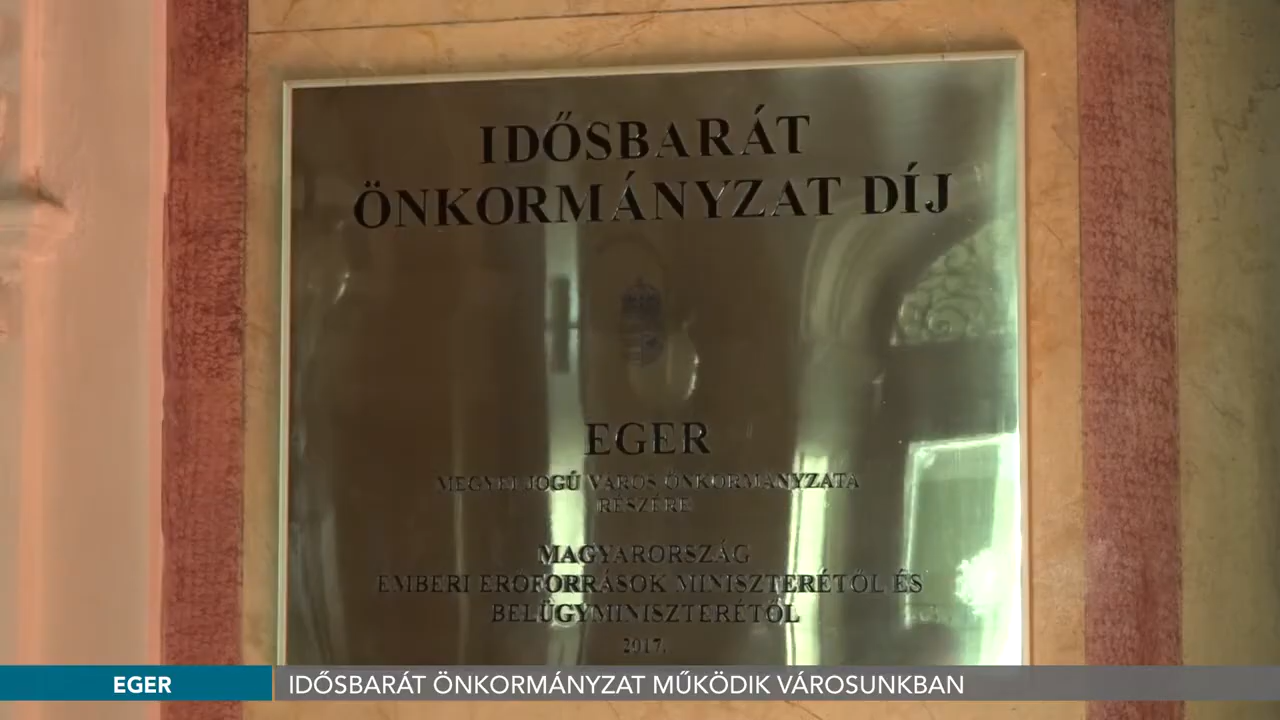 IDŐSBARÁT
ÖNKORMÁNYZAT DÍJ
EGER
MEGYEI JOGÚ VÁROS ÖNKORMÁNYZATA
RÉSZÉRE
MAGYARORSZÁG
EMBERI ERŐFORRÁSOK MINISZTERÉTŐL ÉS
BELÜGYMINISZTERÉTŐL
2017.
EGER
IDŐSBARÁT ÖNKORMÁNYZAT MŰKÖDIK VÁROSUNKBAN